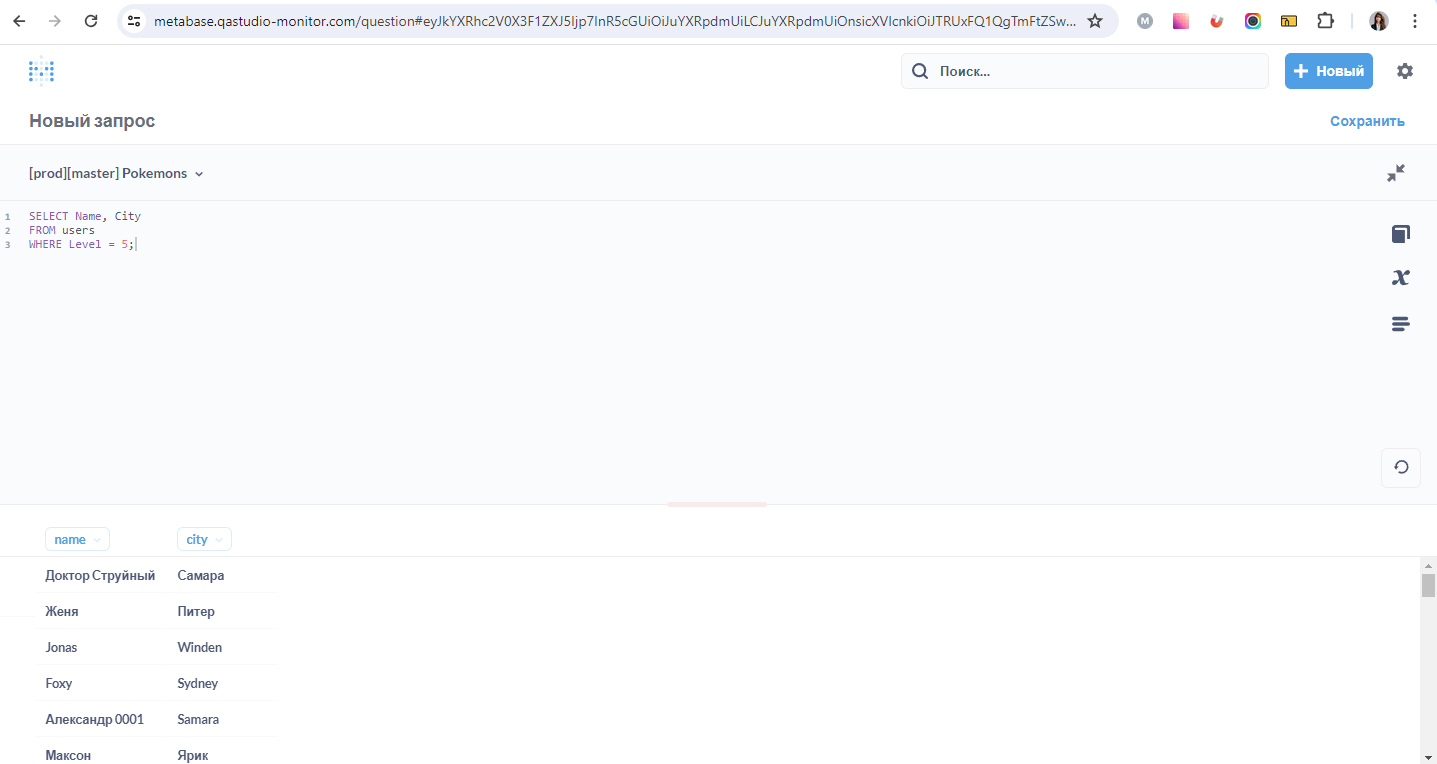 metabase.qastudio-monitor.com/question#eyJkYXRhc2V0X3F1ZXJ5Ijp7InR5cGUiOiJuYXRpdmUiLCJuYXRpdmUiOnsicXVlcnkiOiJTRUxFQ1QgTmFtZSw...
Поиск...
Новый
Новый запрос
Сохранить
[prod][master] Pokemons
1 SELECT Name, City
2 FROM users
3 WHERE Level = 5;
name city
Доктор Струйный Самара
Женя Питер
Jonas Winden
Foxy Sydney
Александр 0001 Samara
Максон Ярик